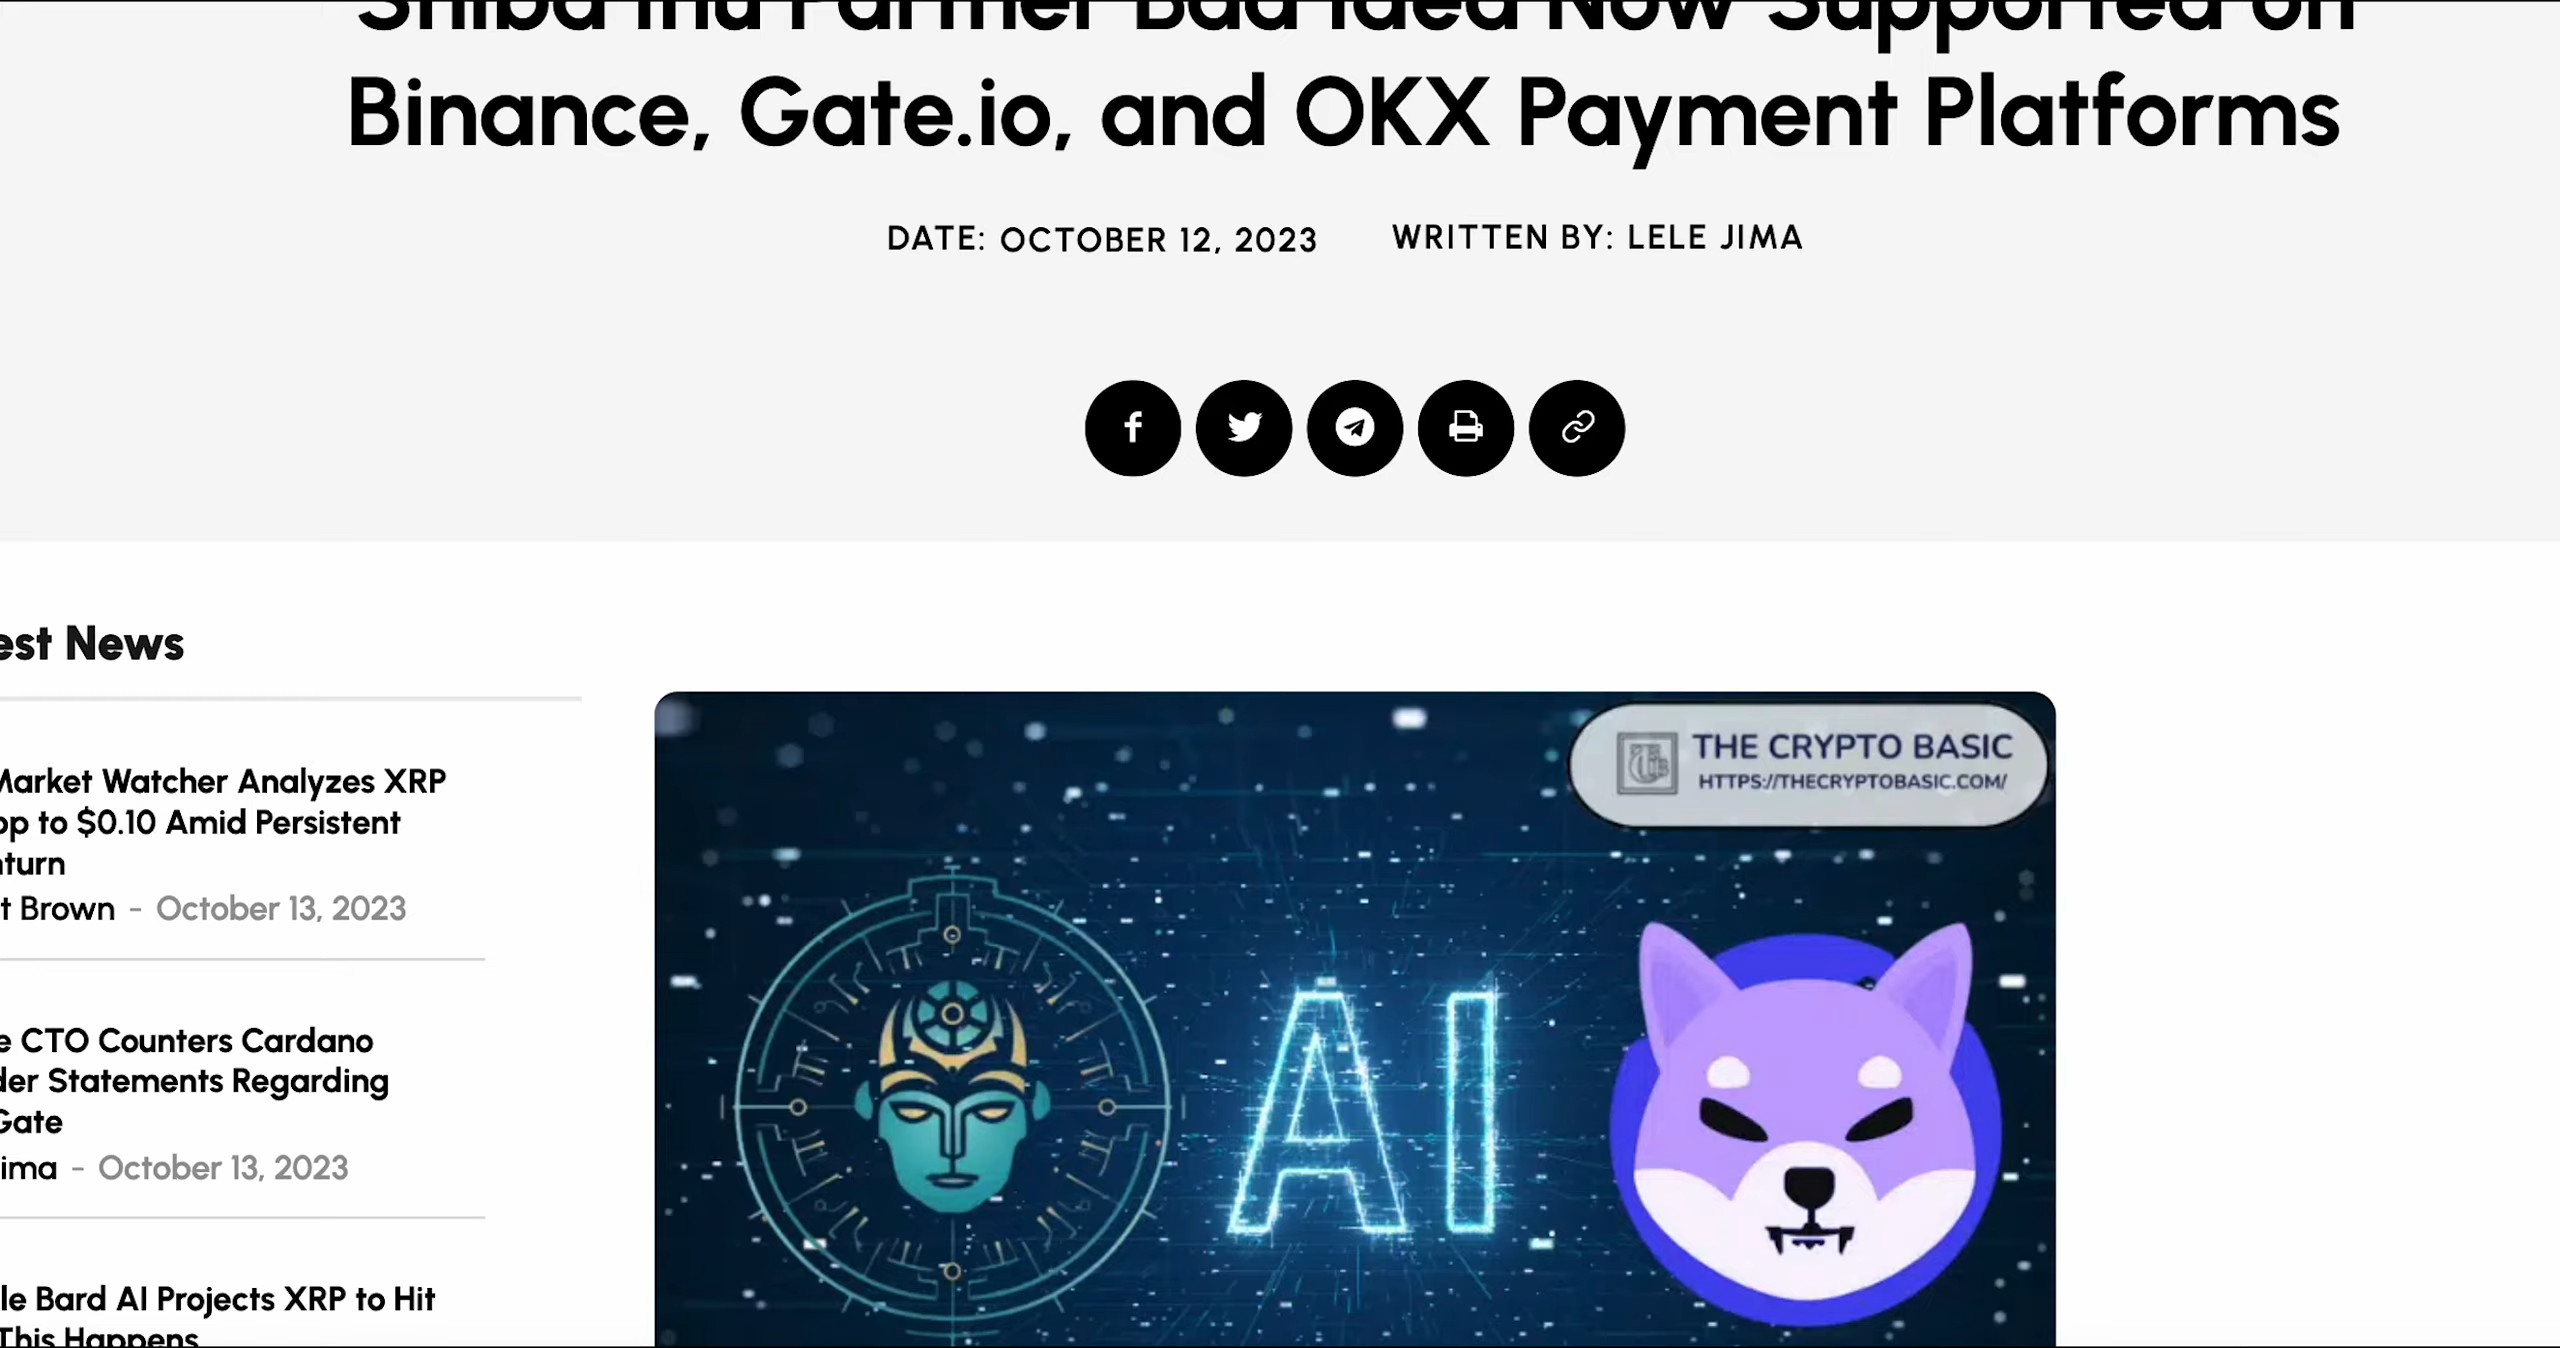 Shiba Inu Partner Bad Idea Now Supported on
Binance, Gate.io, and OKX Payment Platforms
DATE: OCTOBER 12, 2023 WRITTEN BY: LELE JIMA
est News
Market Watcher Analyzes XRP
op to $0.10 Amid Persistent
nturn
t Brown - October 13, 2023
e CTO Counters Cardano
der Statements Regarding
Gate
ima - October 13, 2023
le Bard AI Projects XRP to Hit
This Happens
THE CRYPTO BASIC
HTTPS://THECRYPTOBASIC.COM/
AI